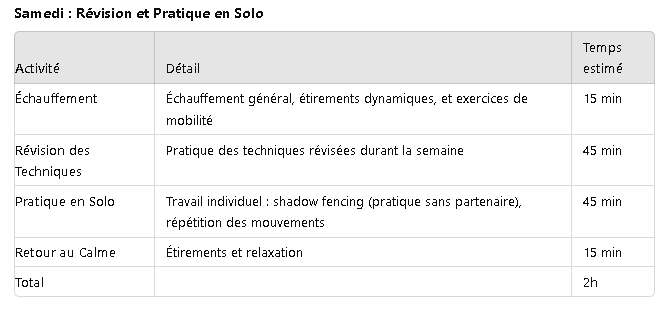 Samedi : Révision et Pratique en Solo
Temps
Activité Détail estimé
Échauffement Échauffement général, étirements dynamiques, et exercices de 15 min
mobilité
Révision des Pratique des techniques révisées durant la semaine 45 min
Techniques
Pratique en Solo Travail individuel : shadow fencing (pratique sans partenaire), 45 min
répétition des mouvements
Retour au Calme Étirements et relaxation 15 min
Total 2h